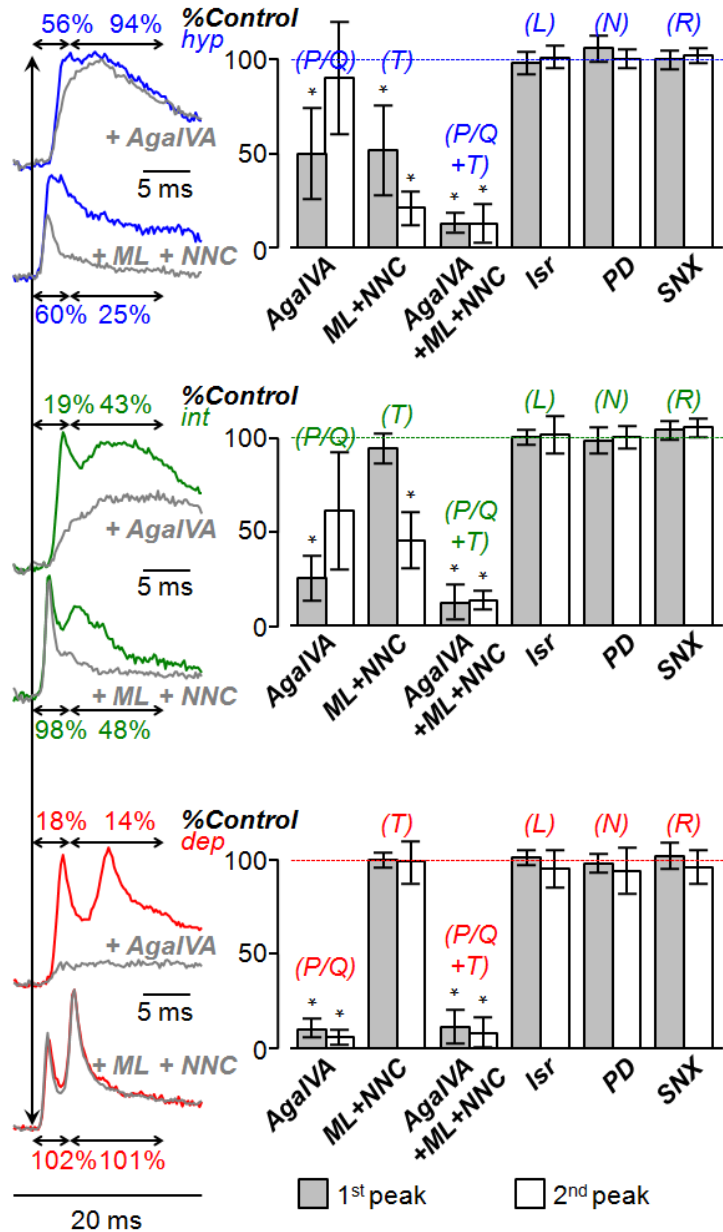 56% 94% %Control
hyp
(P/Q) (T) (L) (N) (R)
100
* * * * *
+ AgaIVA
(P/Q
+T)
5 ms
50
+ ML + NNC
0
60% 25%
AgaIVA ML+NNC AgaIVA
+ML+NNC Isr PD SNX
%Control
19% 43% int
(P/Q) (T) (L) (N) (R)
100
+ AgaIVA
(P/Q
+T)
* * * *
5 ms
50
+ ML + NNC
0
98% 48%
AgaIVA ML+NNC AgaIVA
+ML+NNC Isr PD SNX
18% 14% %Control
dep
(T) (L) (N) (R)
100
+ AgaIVA
(P/Q) (P/Q
+T)
* * * *
5 ms
50
+ ML + NNC
0
102% 101%
AgaIVA ML+NNC AgaIVA
+ML+NNC Isr PD SNX
20 ms
1st peak 2nd peak